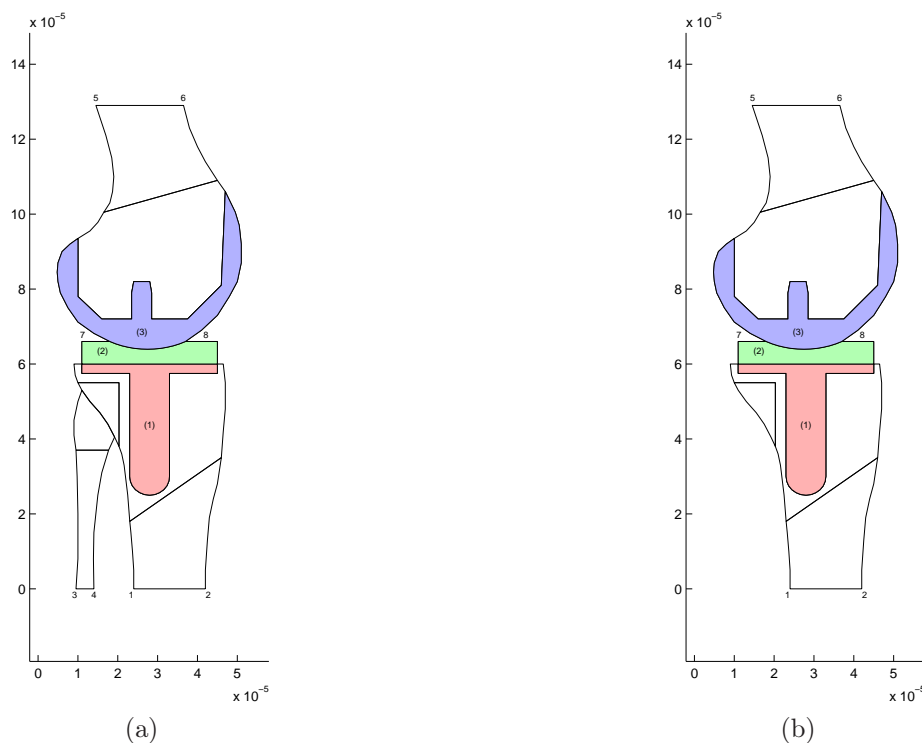 x 10⁻⁵ x 10⁻⁵
14 14
5 6 5 6
12 12
10 10
8 8
(3) (3)
7 8 7 8
(2) (2)
6 6
(1) (1)
4 4
2 2
0 0
3 4 1 2 1 2
0 1 2 3 4 5 0 1 2 3 4 5
x 10⁻⁵ x 10⁻⁵
(a) (b)